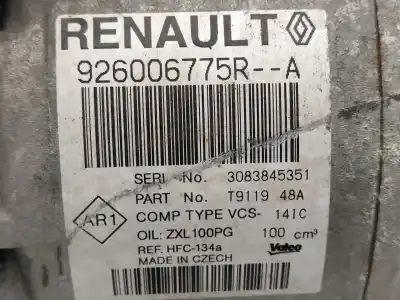 RENAULT
926006775R--A
SERI No. 3083845351
PART No. T9119 48A
AR1
COMP TYPE VCS- 14IC
OIL: ZXL100PG 100 cm³
REF. HFC-134a
Valeo
MADE IN CZECH